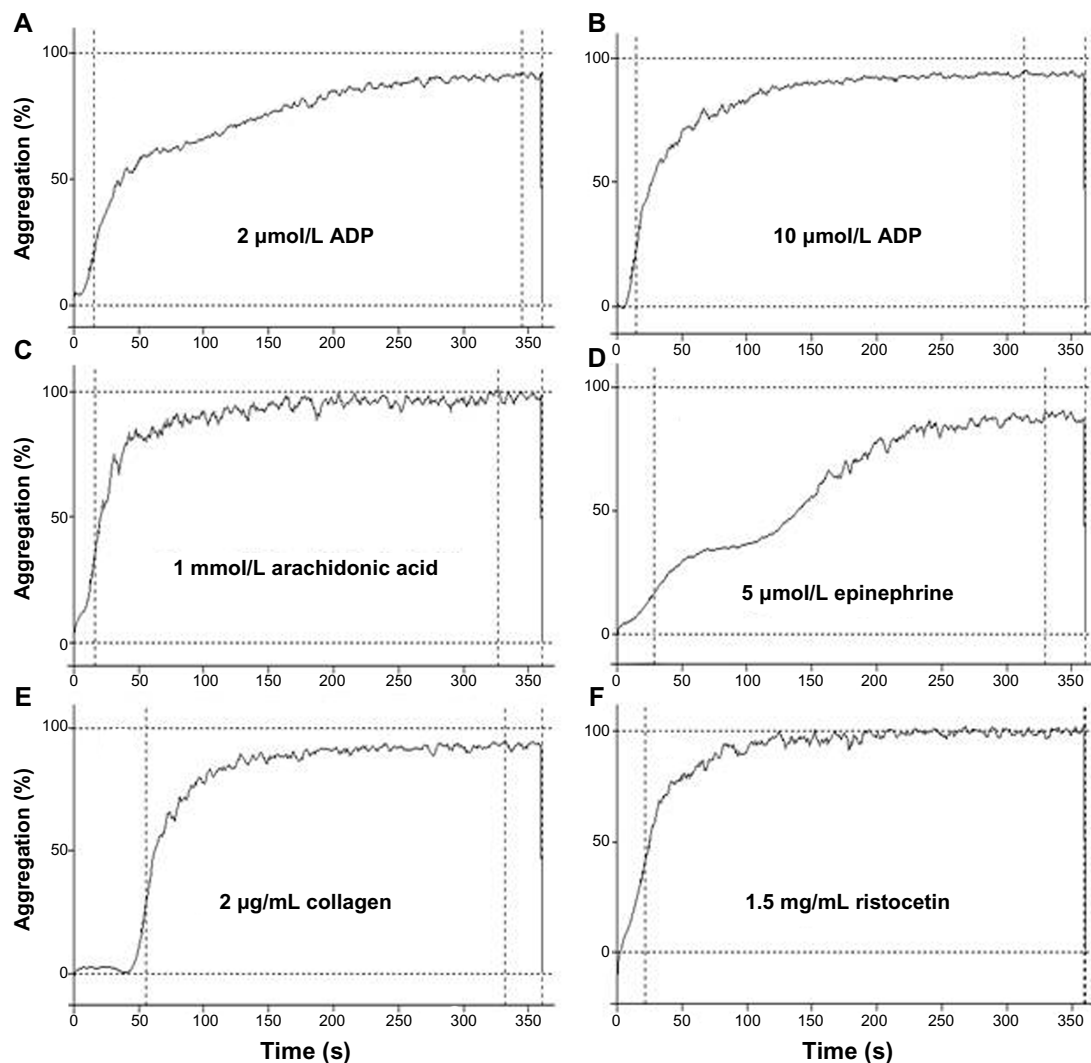 A
Aggregation (%)
100
50
0
2 µmol/L ADP
0 50 100 150 200 250 300 350
B
100
50
0
10 µmol/L ADP
0 50 100 150 200 250 300 350
C
Aggregation (%)
100
50
0
1 mmol/L arachidonic acid
0 50 100 150 200 250 300 350
D
100
50
0
5 µmol/L epinephrine
0 50 100 150 200 250 300 350
E
Aggregation (%)
100
50
0
2 µg/mL collagen
0 50 100 150 200 250 300 350
Time (s)
F
100
50
0
1.5 mg/mL ristocetin
0 50 100 150 200 250 300 350
Time (s)